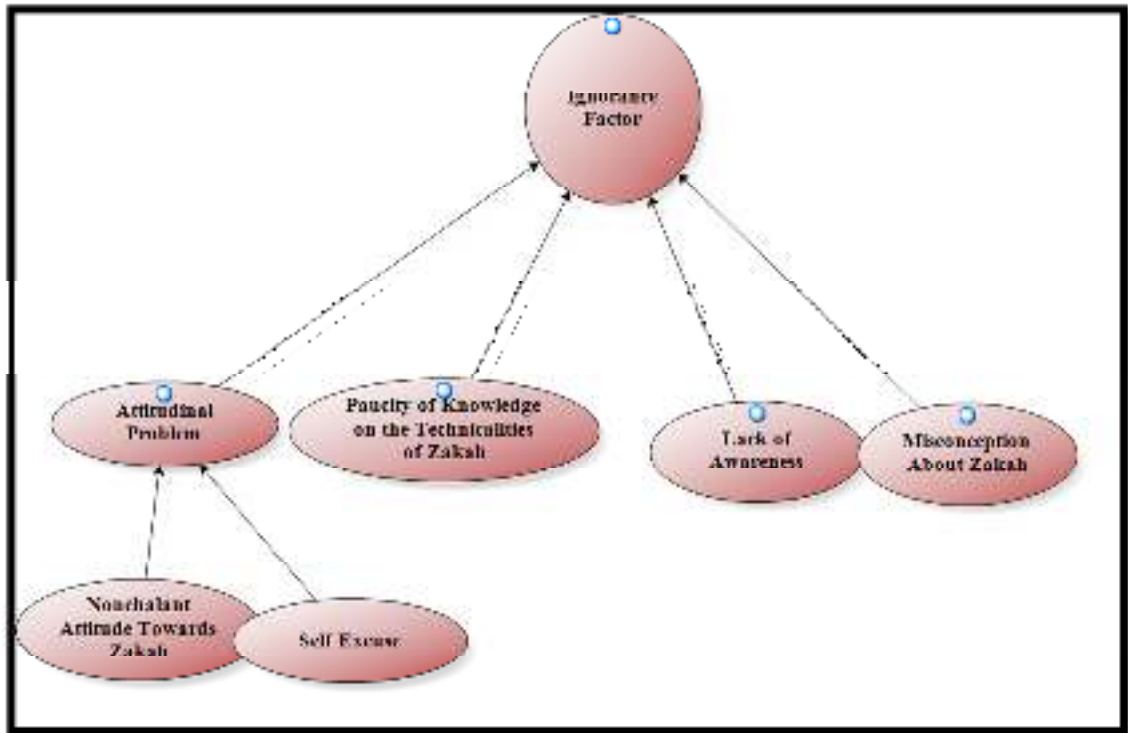 Ignorance
Factor
Attitudinal
Problem
Paucity of Knowledge
on the Technicalities
of Zakah
Lack of
Awareness
Misconception
About Zakah
Nonchalant
Attitude Towards
Zakah
Self Excuse